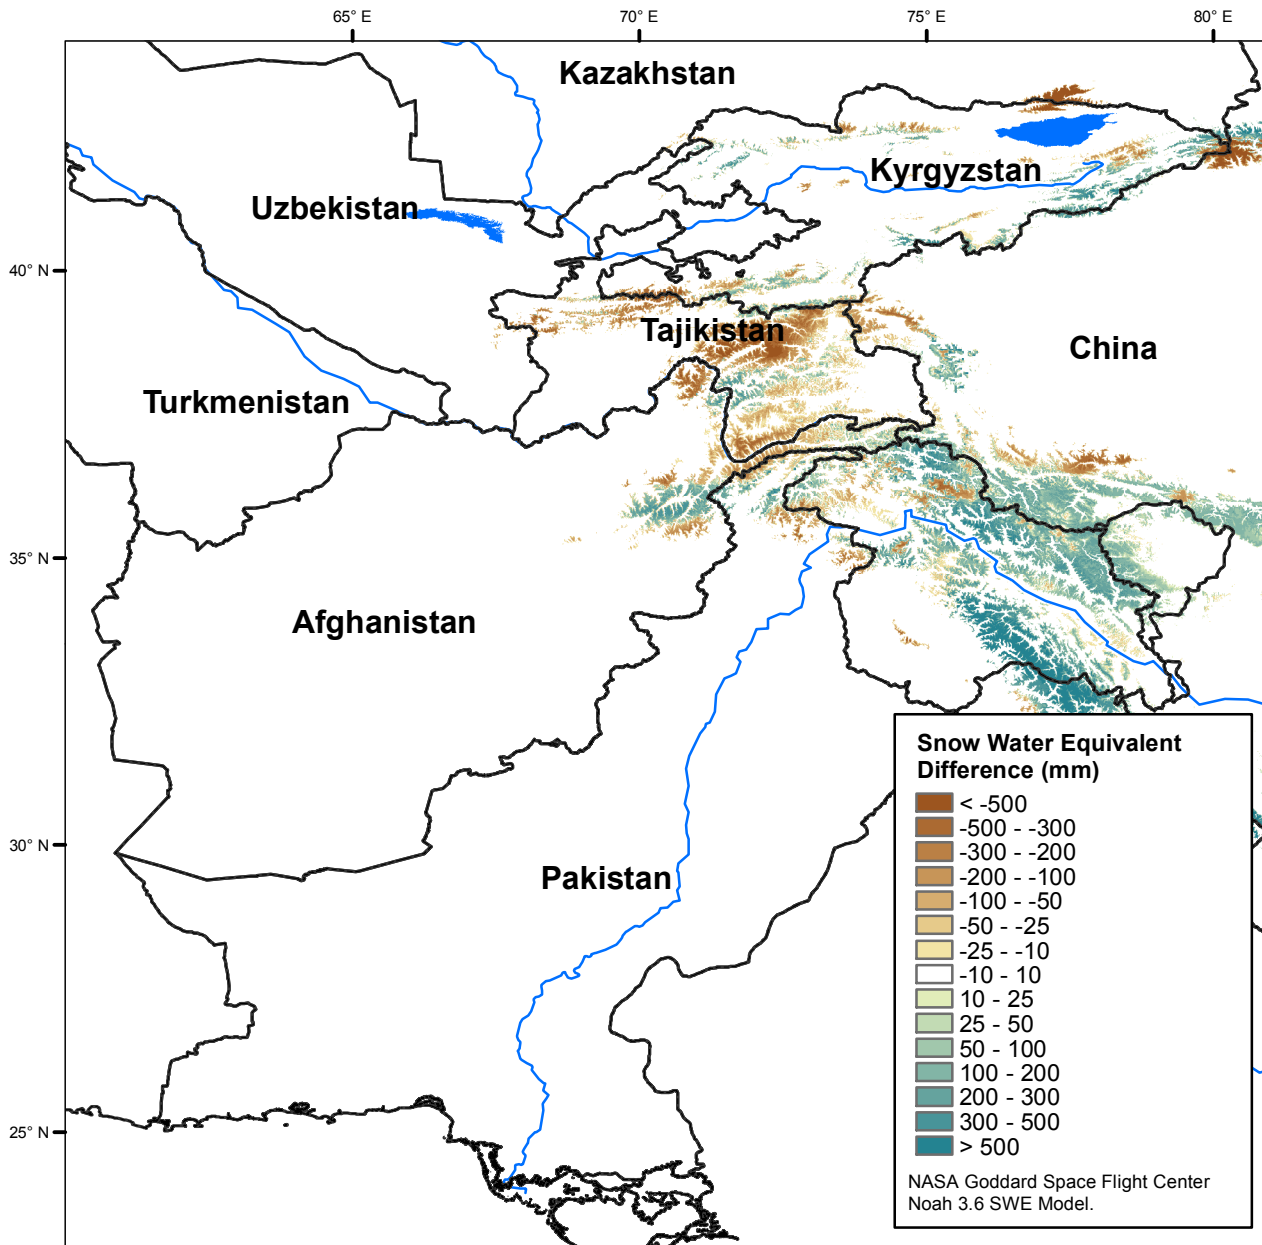 65° E
70° E
75° E
80° E
Kazakhstan
Kyrgyzstan
Uzbekistan
40° N
Tajikistan
China
Turkmenistan
35° N
Afghanistan
30° N
Pakistan
25° N
Snow Water Equivalent
Difference (mm)
< -500
-500 - -300
-300 - -200
-200 - -100
-100 - -50
-50 - -25
-25 - -10
-10 - 10
10 - 25
25 - 50
50 - 100
100 - 200
200 - 300
300 - 500
> 500
NASA Goddard Space Flight Center
Noah 3.6 SWE Model.